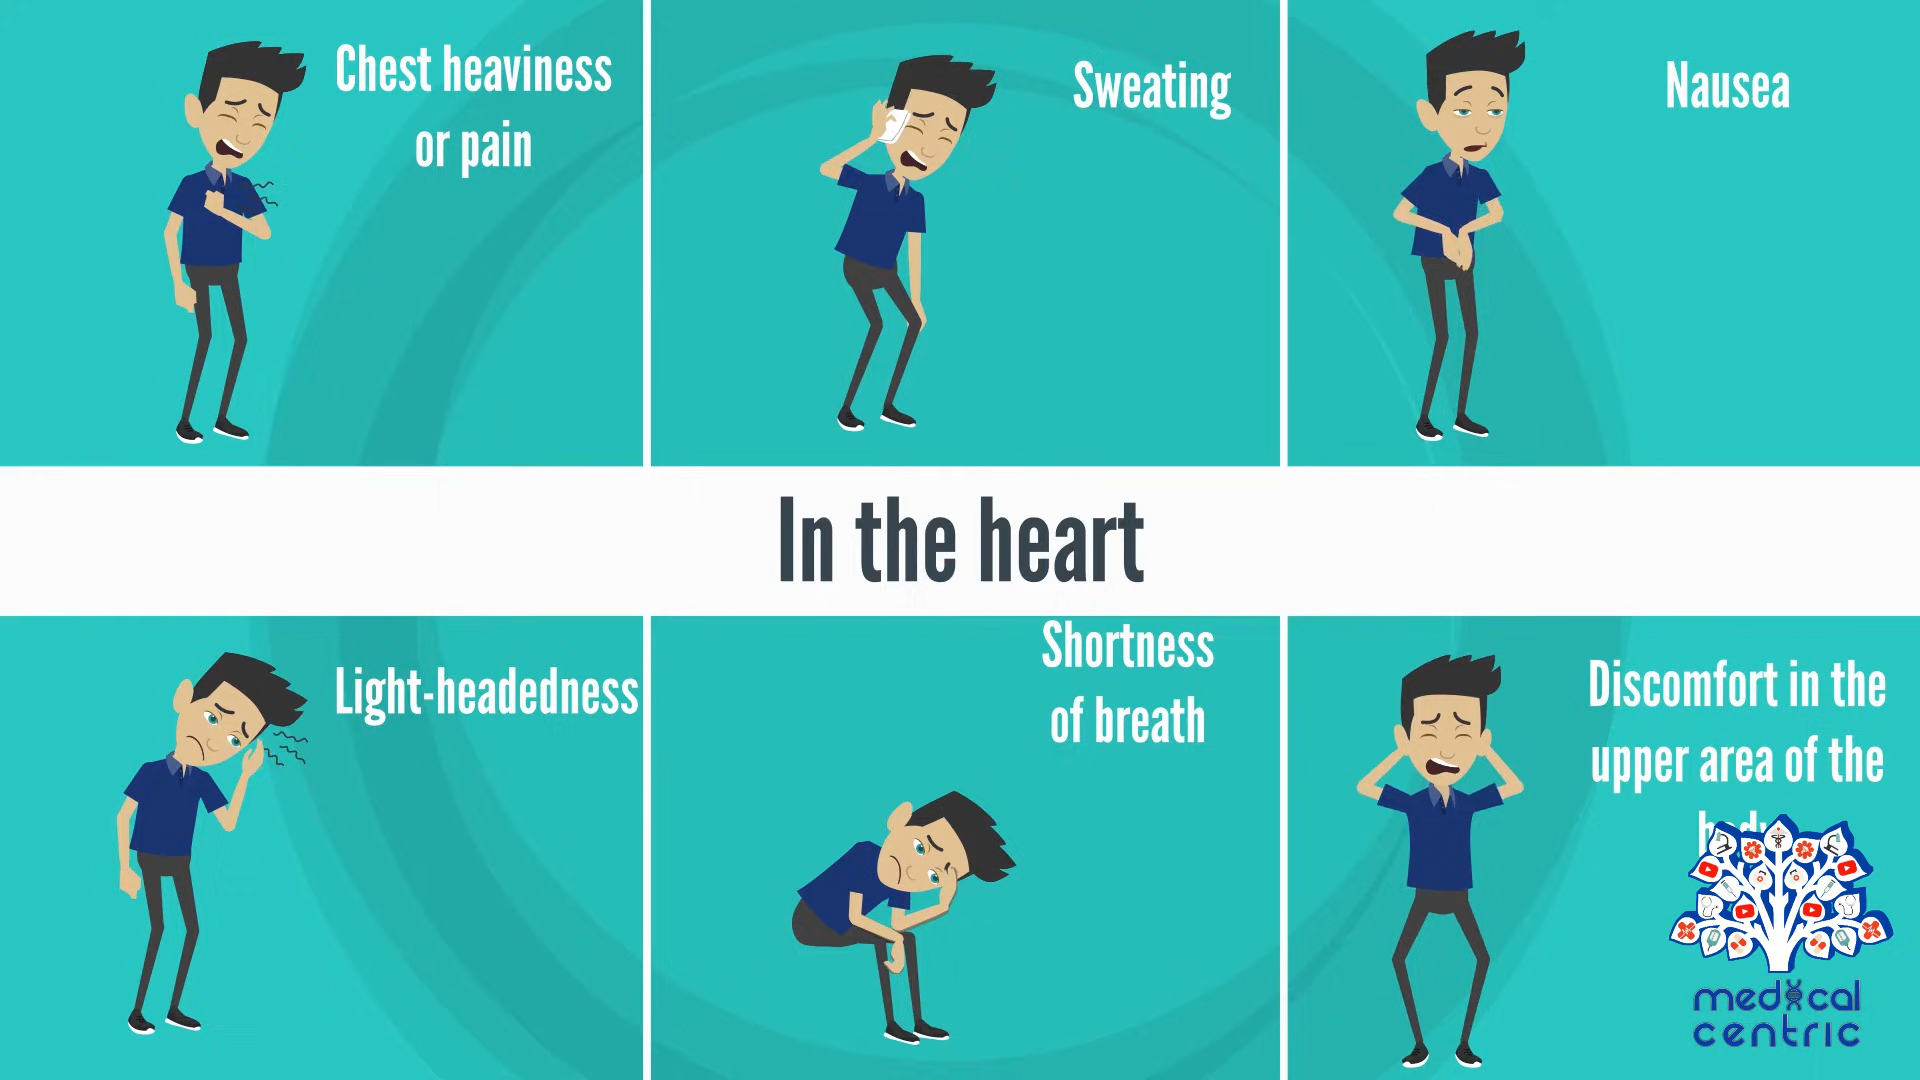 Chest heaviness
or pain
Sweating
Nausea
In the heart
Light-headedness
Shortness
of breath
Discomfort in the
upper area of the
medical
centric